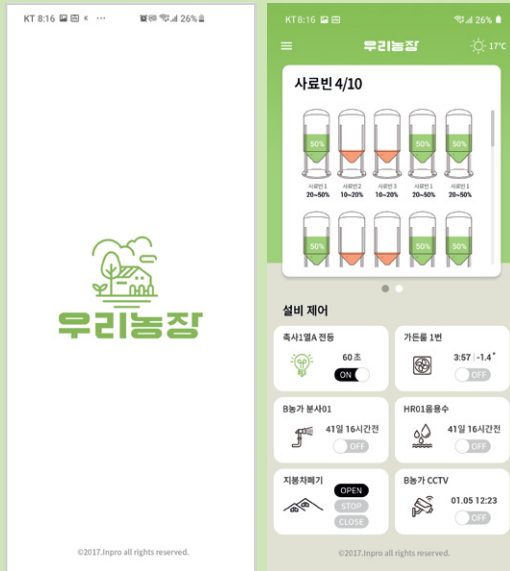 KT 8:16
26%
우리농장
©2017.Inpro all rights reserved.
KT 8:16
26%
우리농장
17℃
사료빈 4/10
50%
50%
50%
사료빈 2
사료빈 2
사료빈 3
사료빈 1
사료빈 1
20~50%
10~20%
10~20%
20~50%
20~50%
50%
50%
50%
설비 제어
축사1열A 전등
60 초
ON
가든룸 1번
3:57 | -1.4˚
OFF
B농가 분사01
41일 16시간전
OFF
HR01음용수
41일 16시간전
OFF
지붕차폐기
OPEN
STOP
CLOSE
B농가 CCTV
01.05 12:23
OFF
©2017.Inpro all rights reserved.